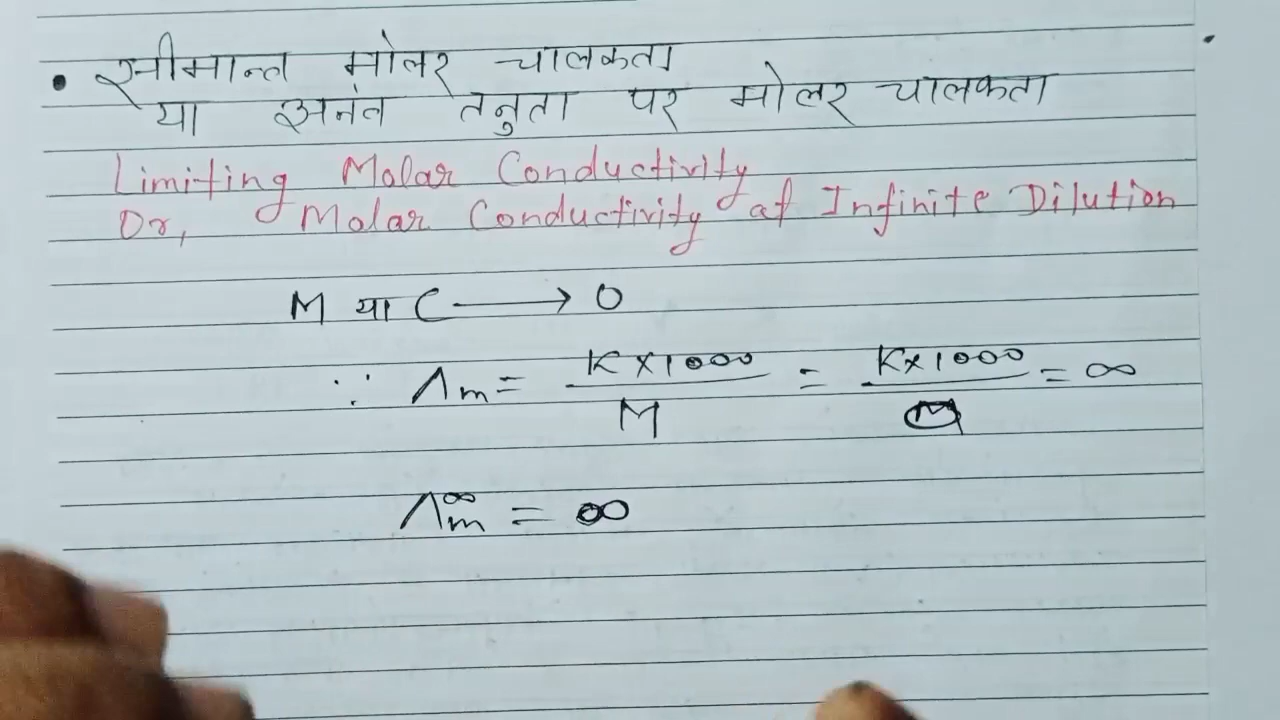 • सीमान्त मोलर चालकता
या अनंत तनुता पर मोलर चालकता
Limiting Molar Conductivity
Or, Molar Conductivity at Infinite Dilution
M या C ⟶ 0
∵ Λm = K×1000/M = K×1000/M = ∞
Λm^∞ = ∞